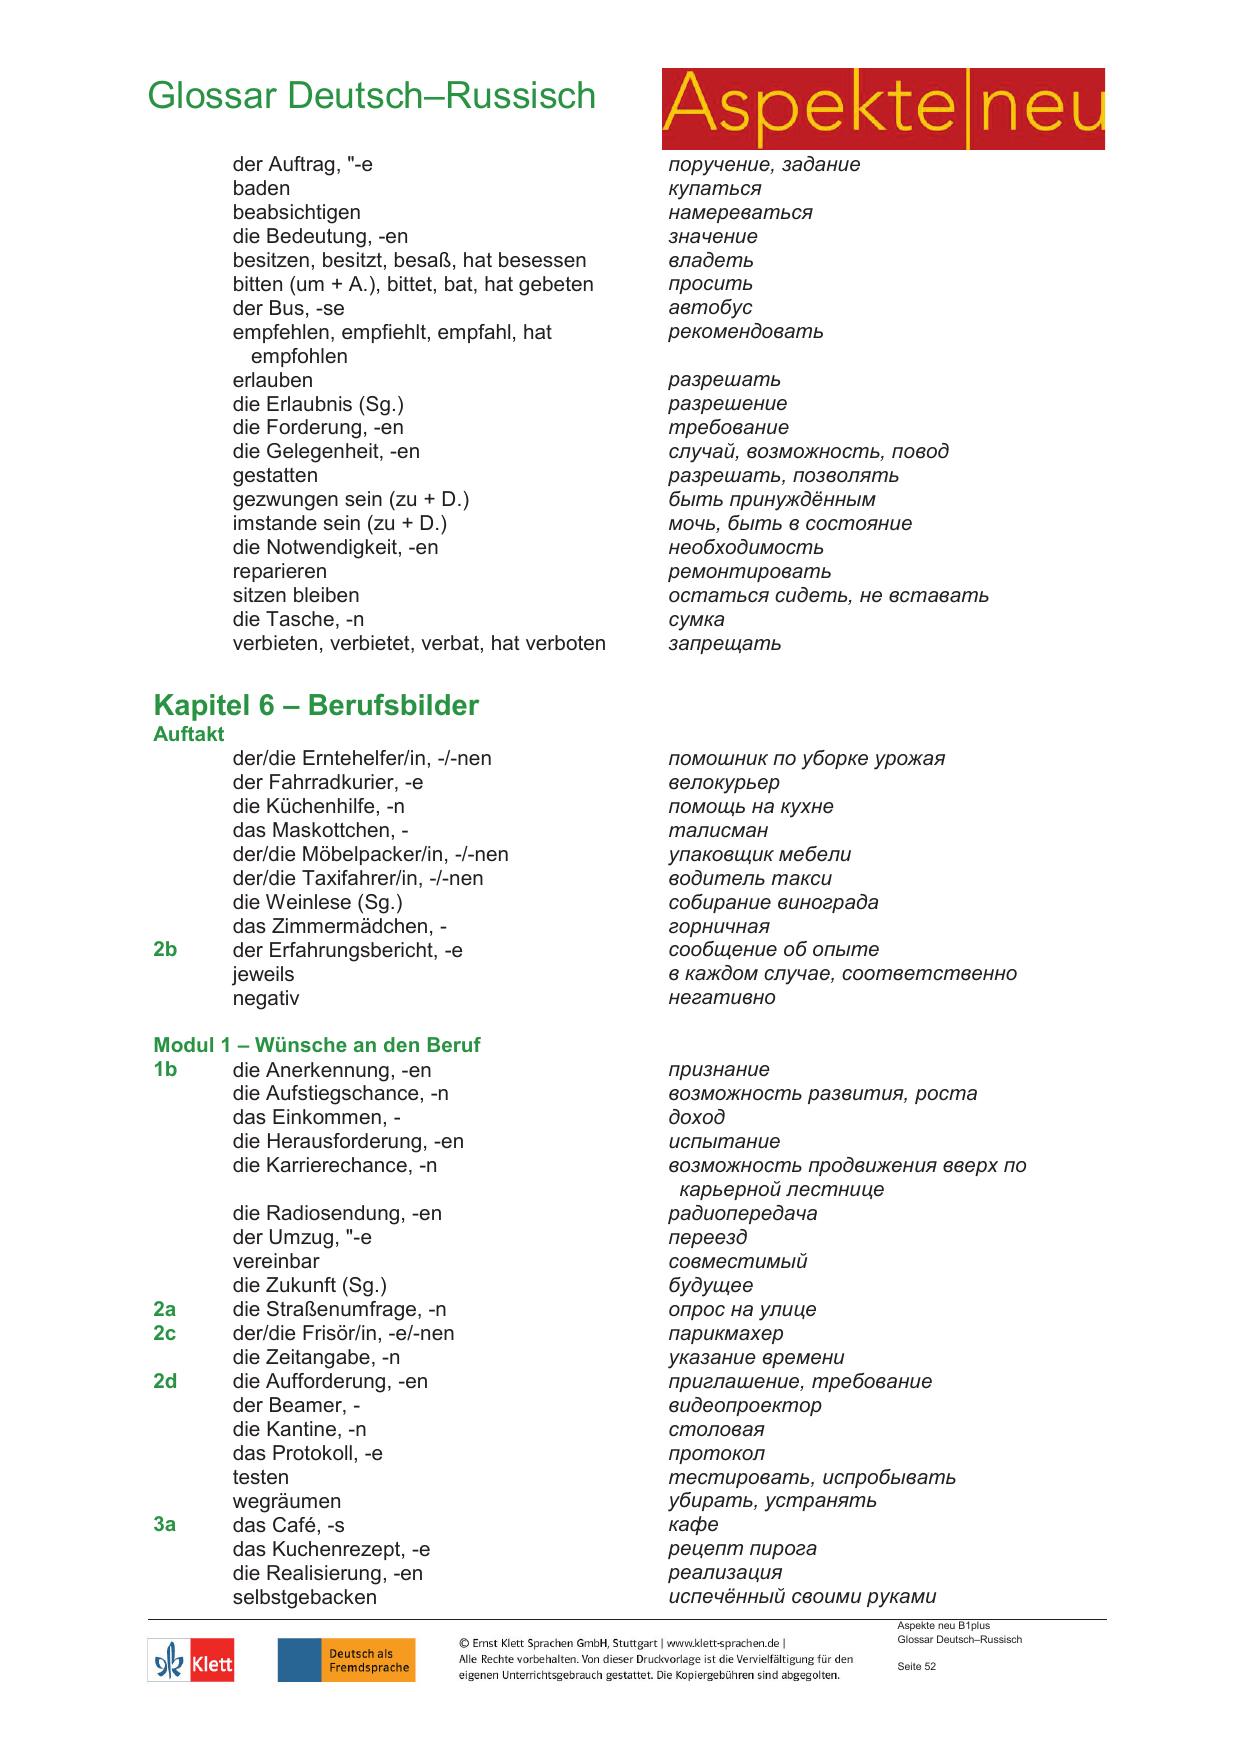 Glossar Deutsch–Russisch
Aspekte|neu
der Auftrag, "-e поручение, задание
baden купаться
beabsichtigen намереваться
die Bedeutung, -en значение
besitzen, besitzt, besaß, hat besessen владеть
bitten (um + A.), bittet, bat, hat gebeten просить
der Bus, -se автобус
empfehlen, empfiehlt, empfahl, hat рекомендовать
empfohlen
erlauben разрешать
die Erlaubnis (Sg.) разрешение
die Forderung, -en требование
die Gelegenheit, -en случай, возможность, повод
gestatten разрешать, позволять
gezwungen sein (zu + D.) быть принуждённым
imstande sein (zu + D.) мочь, быть в состояние
die Notwendigkeit, -en необходимость
reparieren ремонтировать
sitzen bleiben остаться сидеть, не вставать
die Tasche, -n сумка
verbieten, verbietet, verbat, hat verboten запрещать
Kapitel 6 – Berufsbilder
Auftakt
der/die Erntehelfer/in, -/-nen помошник по уборке урожая
der Fahrradkurier, -e велокурьер
die Küchenhilfe, -n помощь на кухне
das Maskottchen, - талисман
der/die Möbelpacker/in, -/-nen упаковщик мебели
der/die Taxifahrer/in, -/-nen водитель такси
die Weinlese (Sg.) собирание винограда
das Zimmermädchen, - горничная
2b der Erfahrungsbericht, -e сообщение об опыте
jeweils в каждом случае, соответственно
negativ негативно
Modul 1 – Wünsche an den Beruf
1b die Anerkennung, -en признание
die Aufstiegschance, -n возможность развития, роста
das Einkommen, - доход
die Herausforderung, -en испытание
die Karrierechance, -n возможность продвижения вверх по
карьерной лестнице
die Radiosendung, -en радиопередача
der Umzug, "-e переезд
vereinbar совместимый
die Zukunft (Sg.) будущее
2a die Straßenumfrage, -n опрос на улице
2c der/die Frisör/in, -e/-nen парикмахер
die Zeitangabe, -n указание времени
2d die Aufforderung, -en приглашение, требование
der Beamer, - видеопроектор
die Kantine, -n столовая
das Protokoll, -e протокол
testen тестировать, испробывать
wegräumen убирать, устранять
3a das Café, -s кафе
das Kuchenrezept, -e рецепт пирога
die Realisierung, -en реализация
selbstgebacken испечённый своими руками
Klett
Deutsch als
Fremdsprache
© Ernst Klett Sprachen GmbH, Stuttgart | www.klett-sprachen.de |
Alle Rechte vorbehalten. Von dieser Druckvorlage ist die Vervielfältigung für den
eigenen Unterrichtsgebrauch gestattet. Die Kopiergebühren sind abgegolten.
Aspekte neu B1plus
Glossar Deutsch–Russisch
Seite 52